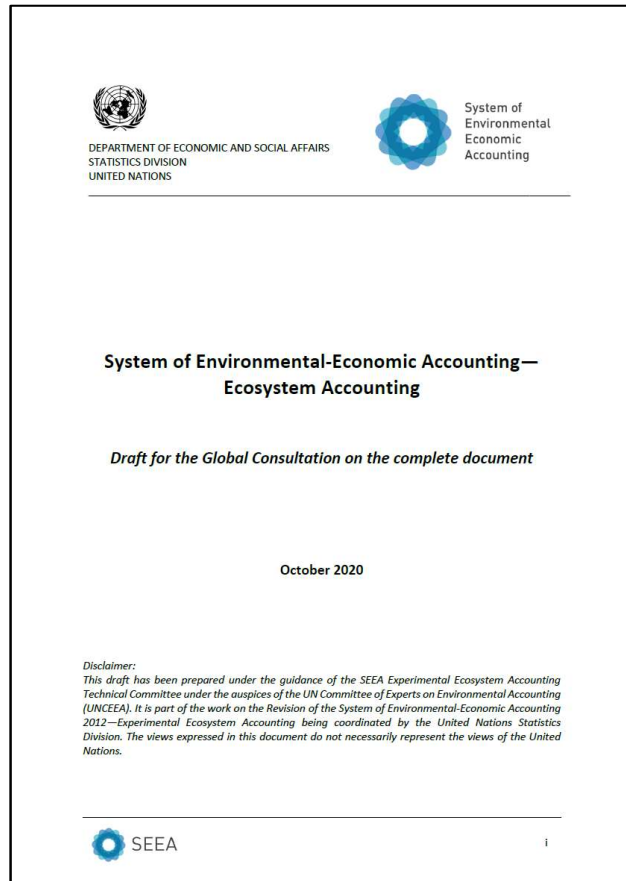 DEPARTMENT OF ECONOMIC AND SOCIAL AFFAIRS
STATISTICS DIVISION
UNITED NATIONS
System of
Environmental
Economic
Accounting
System of Environmental-Economic Accounting—
Ecosystem Accounting
Draft for the Global Consultation on the complete document
October 2020
Disclaimer:
This draft has been prepared under the guidance of the SEEA Experimental Ecosystem Accounting
Technical Committee under the auspices of the UN Committee of Experts on Environmental Accounting
(UNCEEA). It is part of the work on the Revision of the System of Environmental-Economic Accounting
2012—Experimental Ecosystem Accounting being coordinated by the United Nations Statistics
Division. The views expressed in this document do not necessarily represent the views of the United
Nations.
SEEA
i